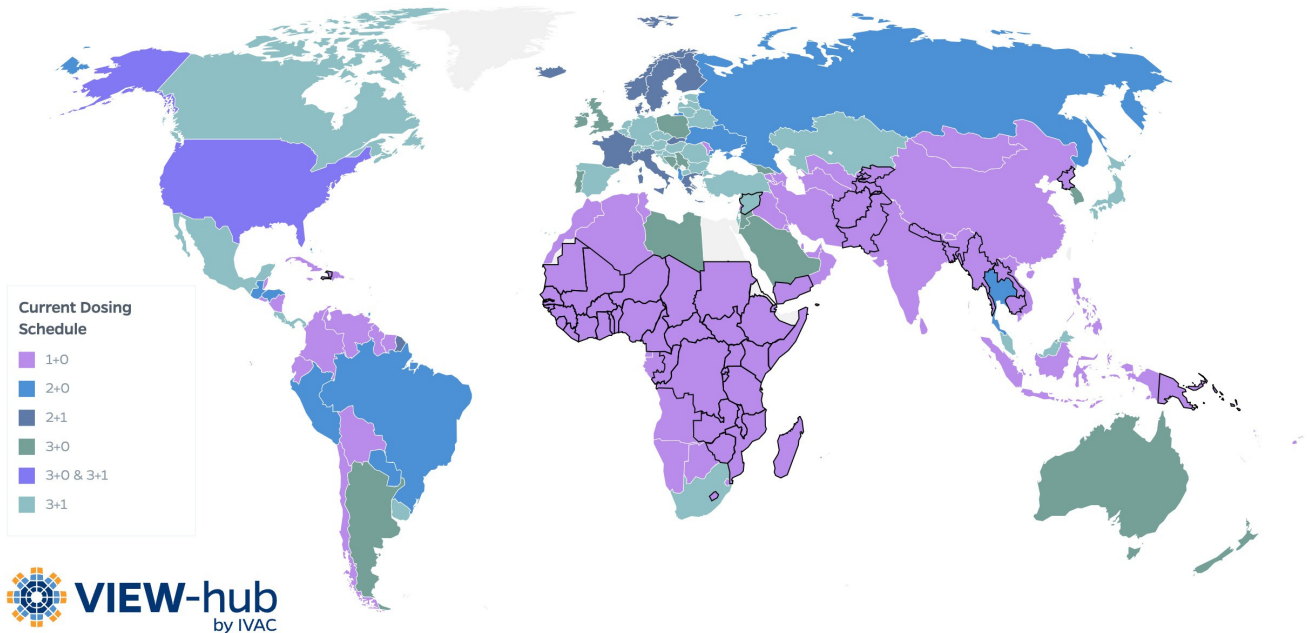 Current Dosing
Schedule
1+0
2+0
2+1
3+0
3+0 & 3+1
3+1
VIEW-hub
by IVAC